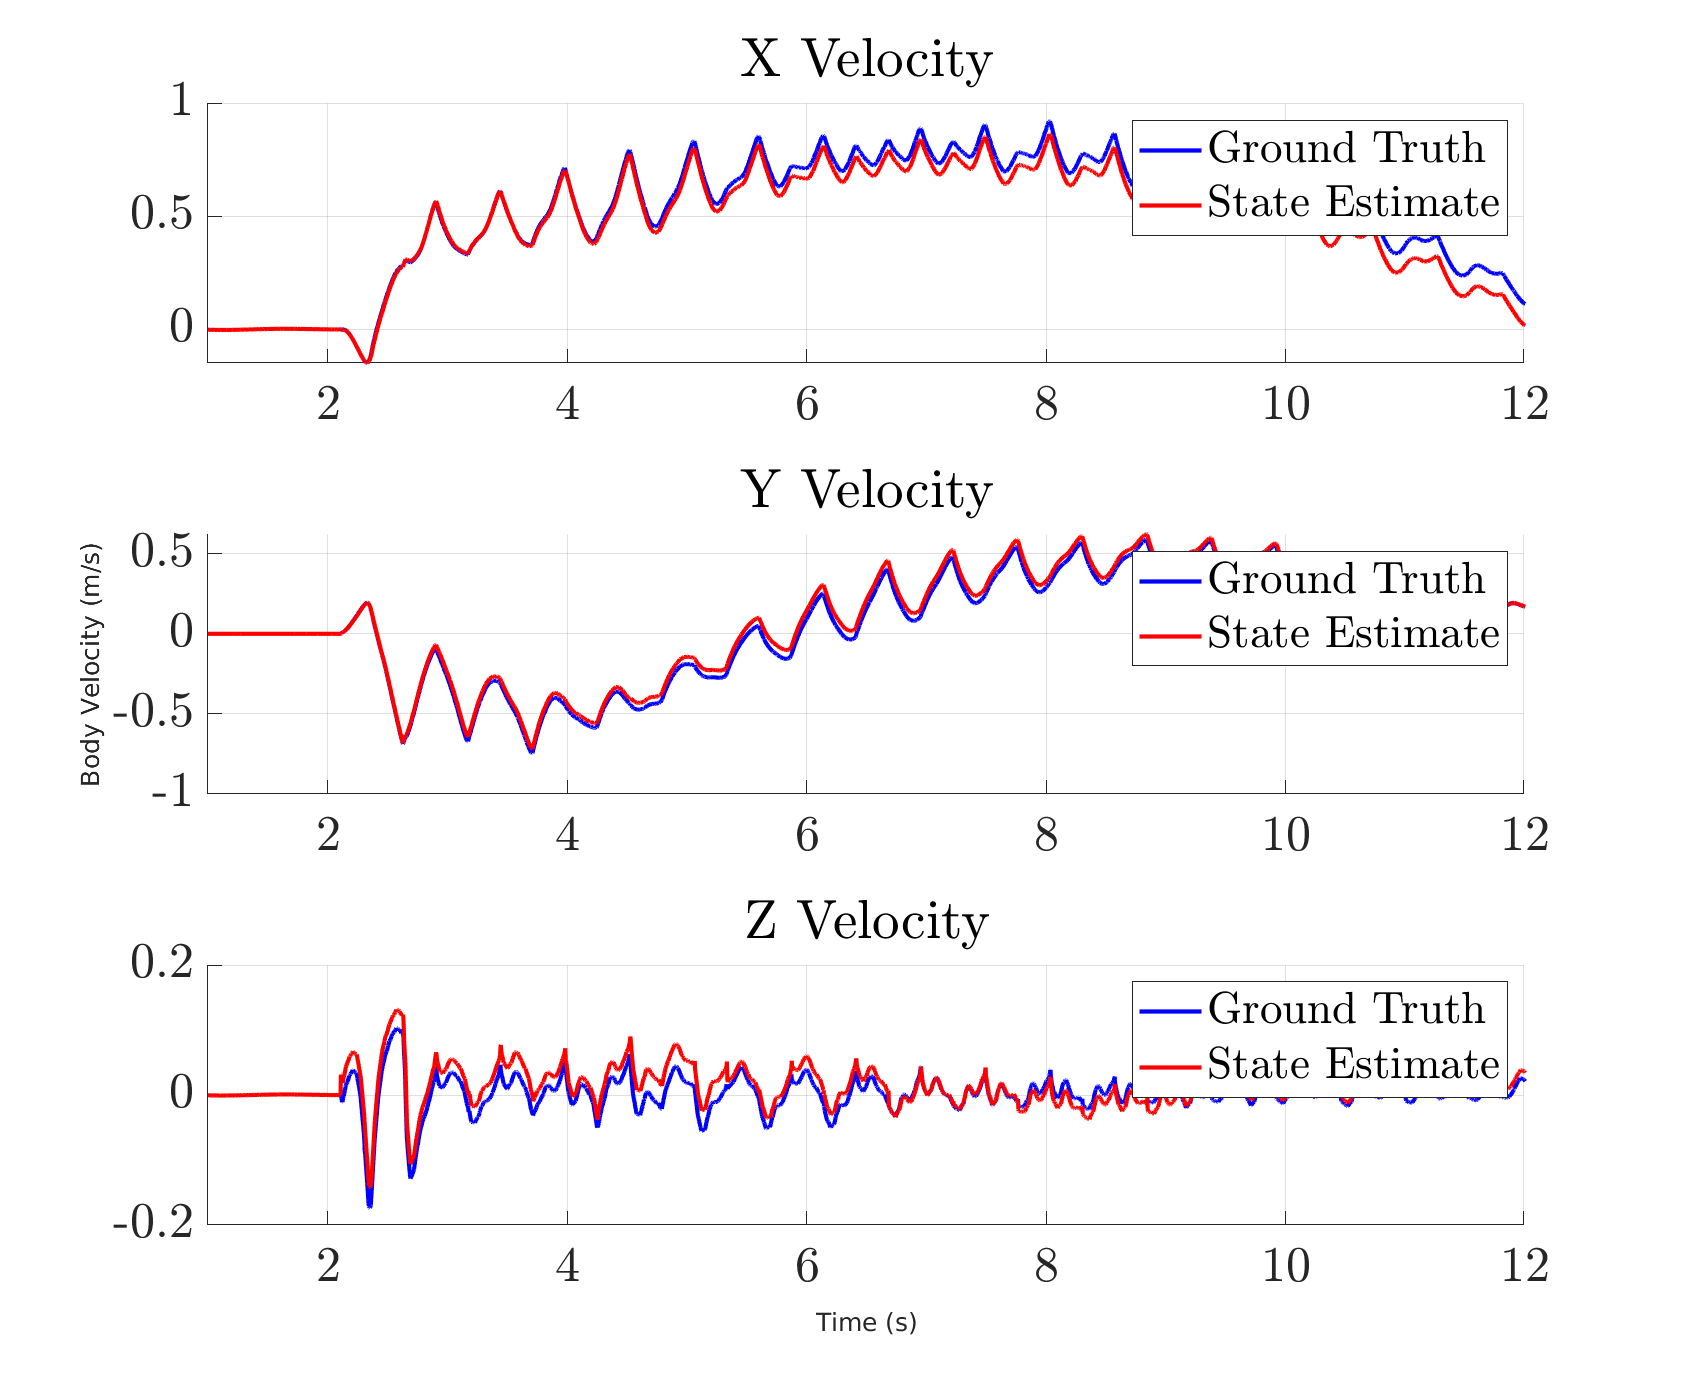 X Velocity
1
0.5
0
2 4 6 8 10 12
Ground Truth
State Estimate
Y Velocity
Body Velocity (m/s)
0.5
0
-0.5
-1
2 4 6 8 10 12
Ground Truth
State Estimate
Z Velocity
0.2
0
-0.2
2 4 6 8 10 12
Ground Truth
State Estimate
Time (s)